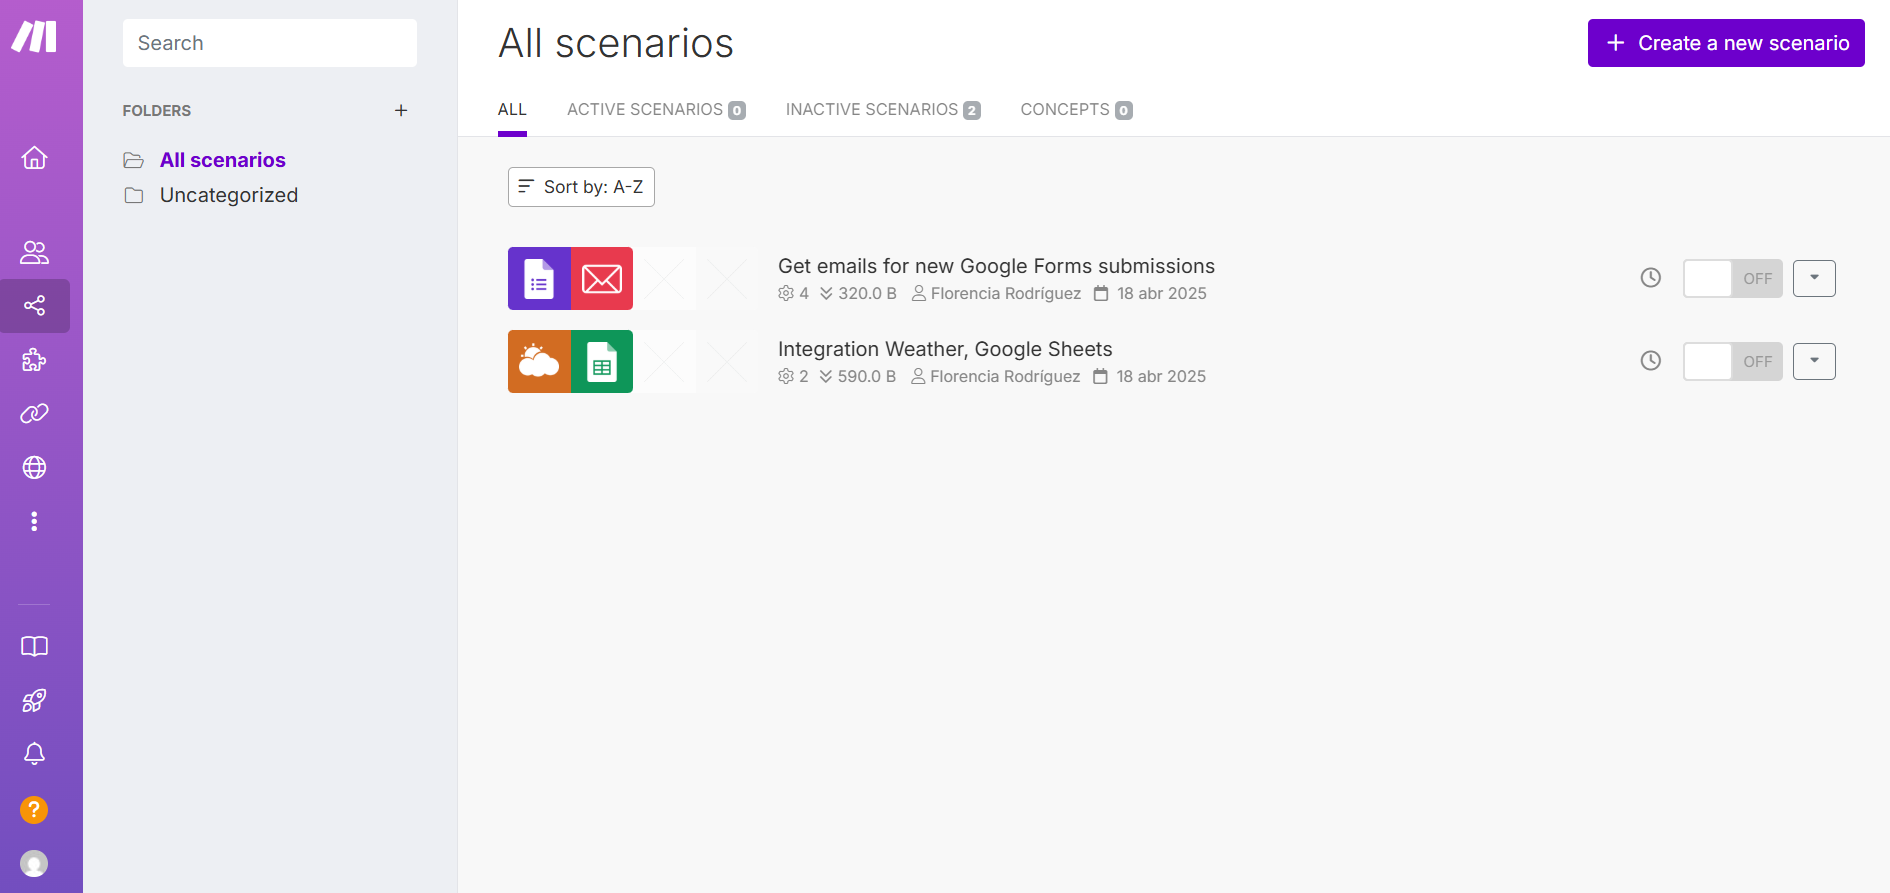 Search
FOLDERS
All scenarios
Uncategorized
All scenarios
+ Create a new scenario
ALL ACTIVE SCENARIOS 0 INACTIVE SCENARIOS 2 CONCEPTS 0
Sort by: A-Z
Get emails for new Google Forms submissions
4 320.0 B Florencia Rodríguez 18 abr 2025
OFF
Integration Weather, Google Sheets
2 590.0 B Florencia Rodríguez 18 abr 2025
OFF
?